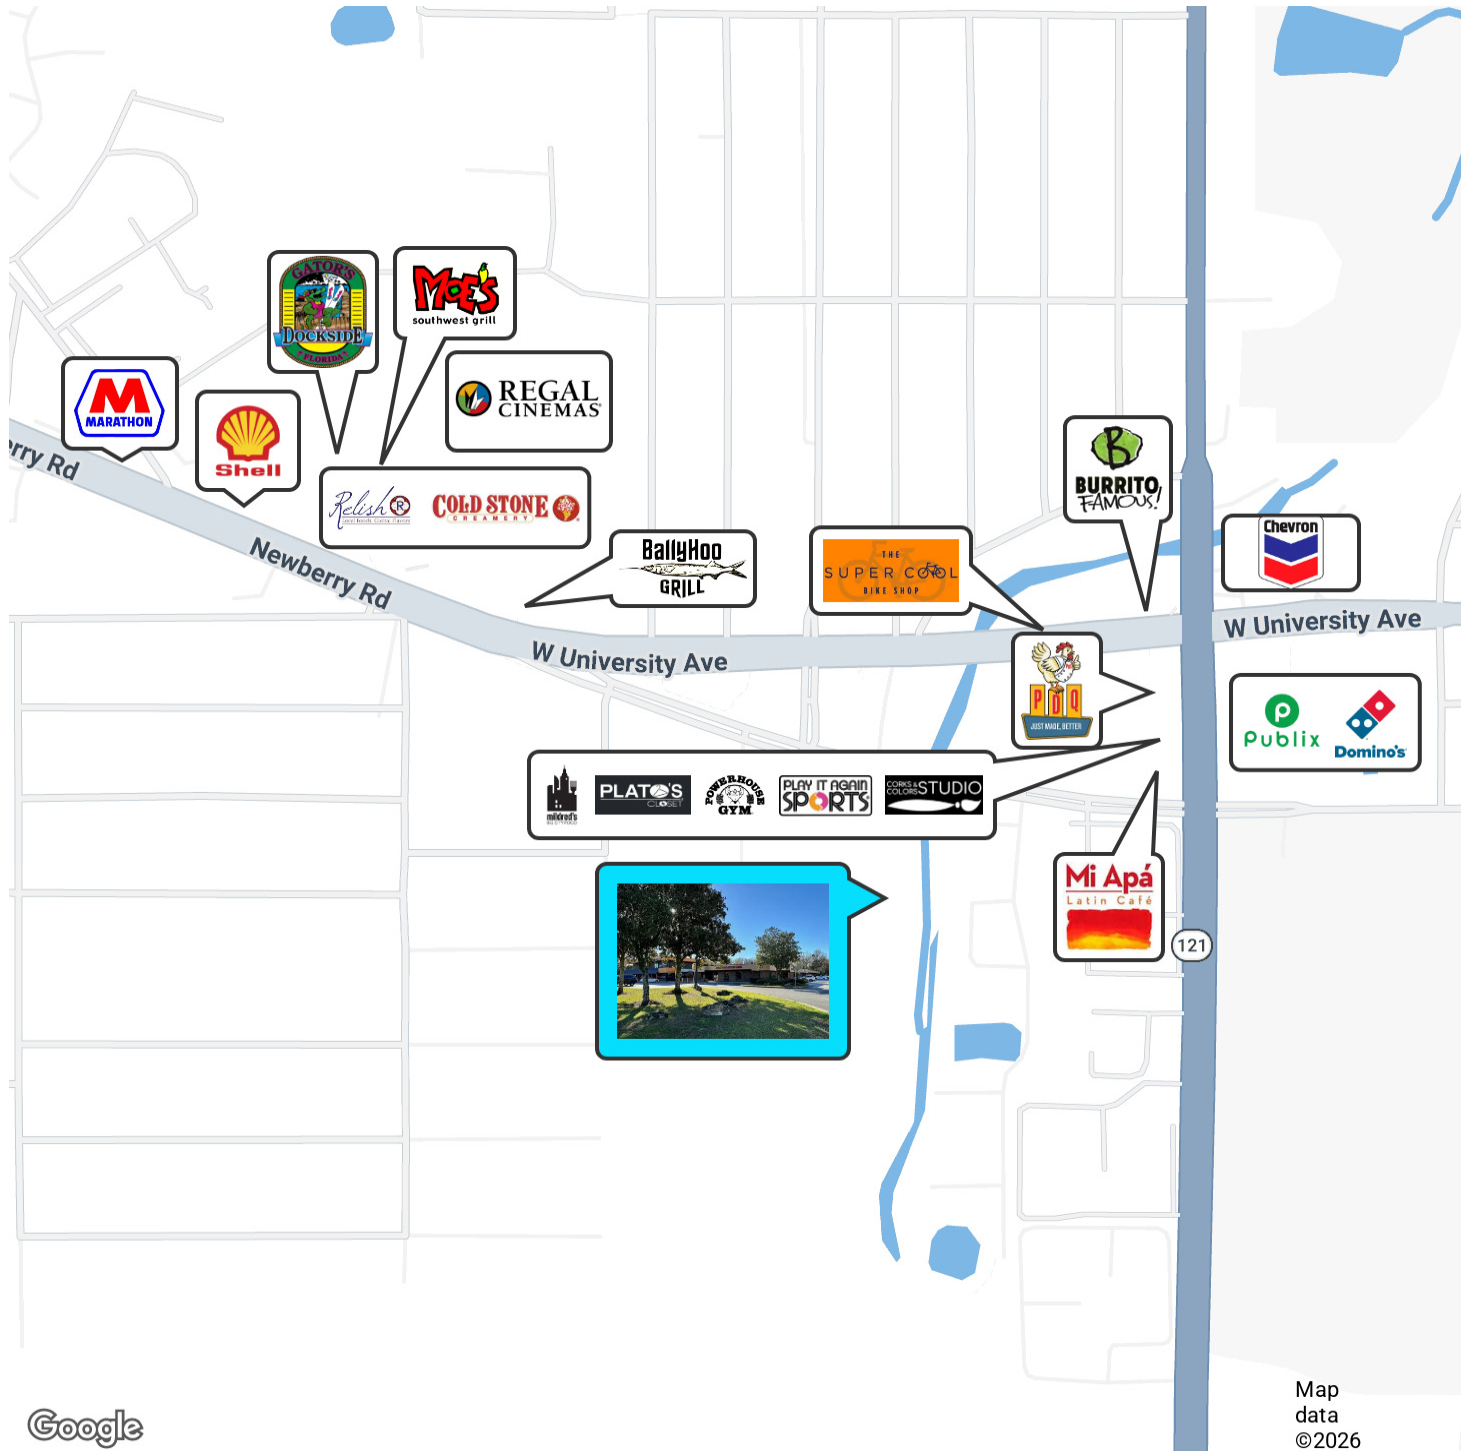 GATOR'S
DOCKSIDE
FLORIDA
MOE'S
southwest grill
REGAL
CINEMAS
MARATHON
Shell
Relish R
COLD STONE
CREAMERY
B
BURRITO
FAMOUS!
Chevron
BallyHoo
GRILL
THE
SUPER COOL
BIKE SHOP
erry Rd
Newberry Rd
W University Ave
W University Ave
PDQ
JUST MADE, BETTER
Publix
Domino's
mildred's
PLATO'S
CLOSET
POWERHOUSE
GYM
PLAY IT AGAIN
SPORTS
CORKS &
COLORS STUDIO
Mi Apá
Latin Café
121
Google
Map
data
©2026